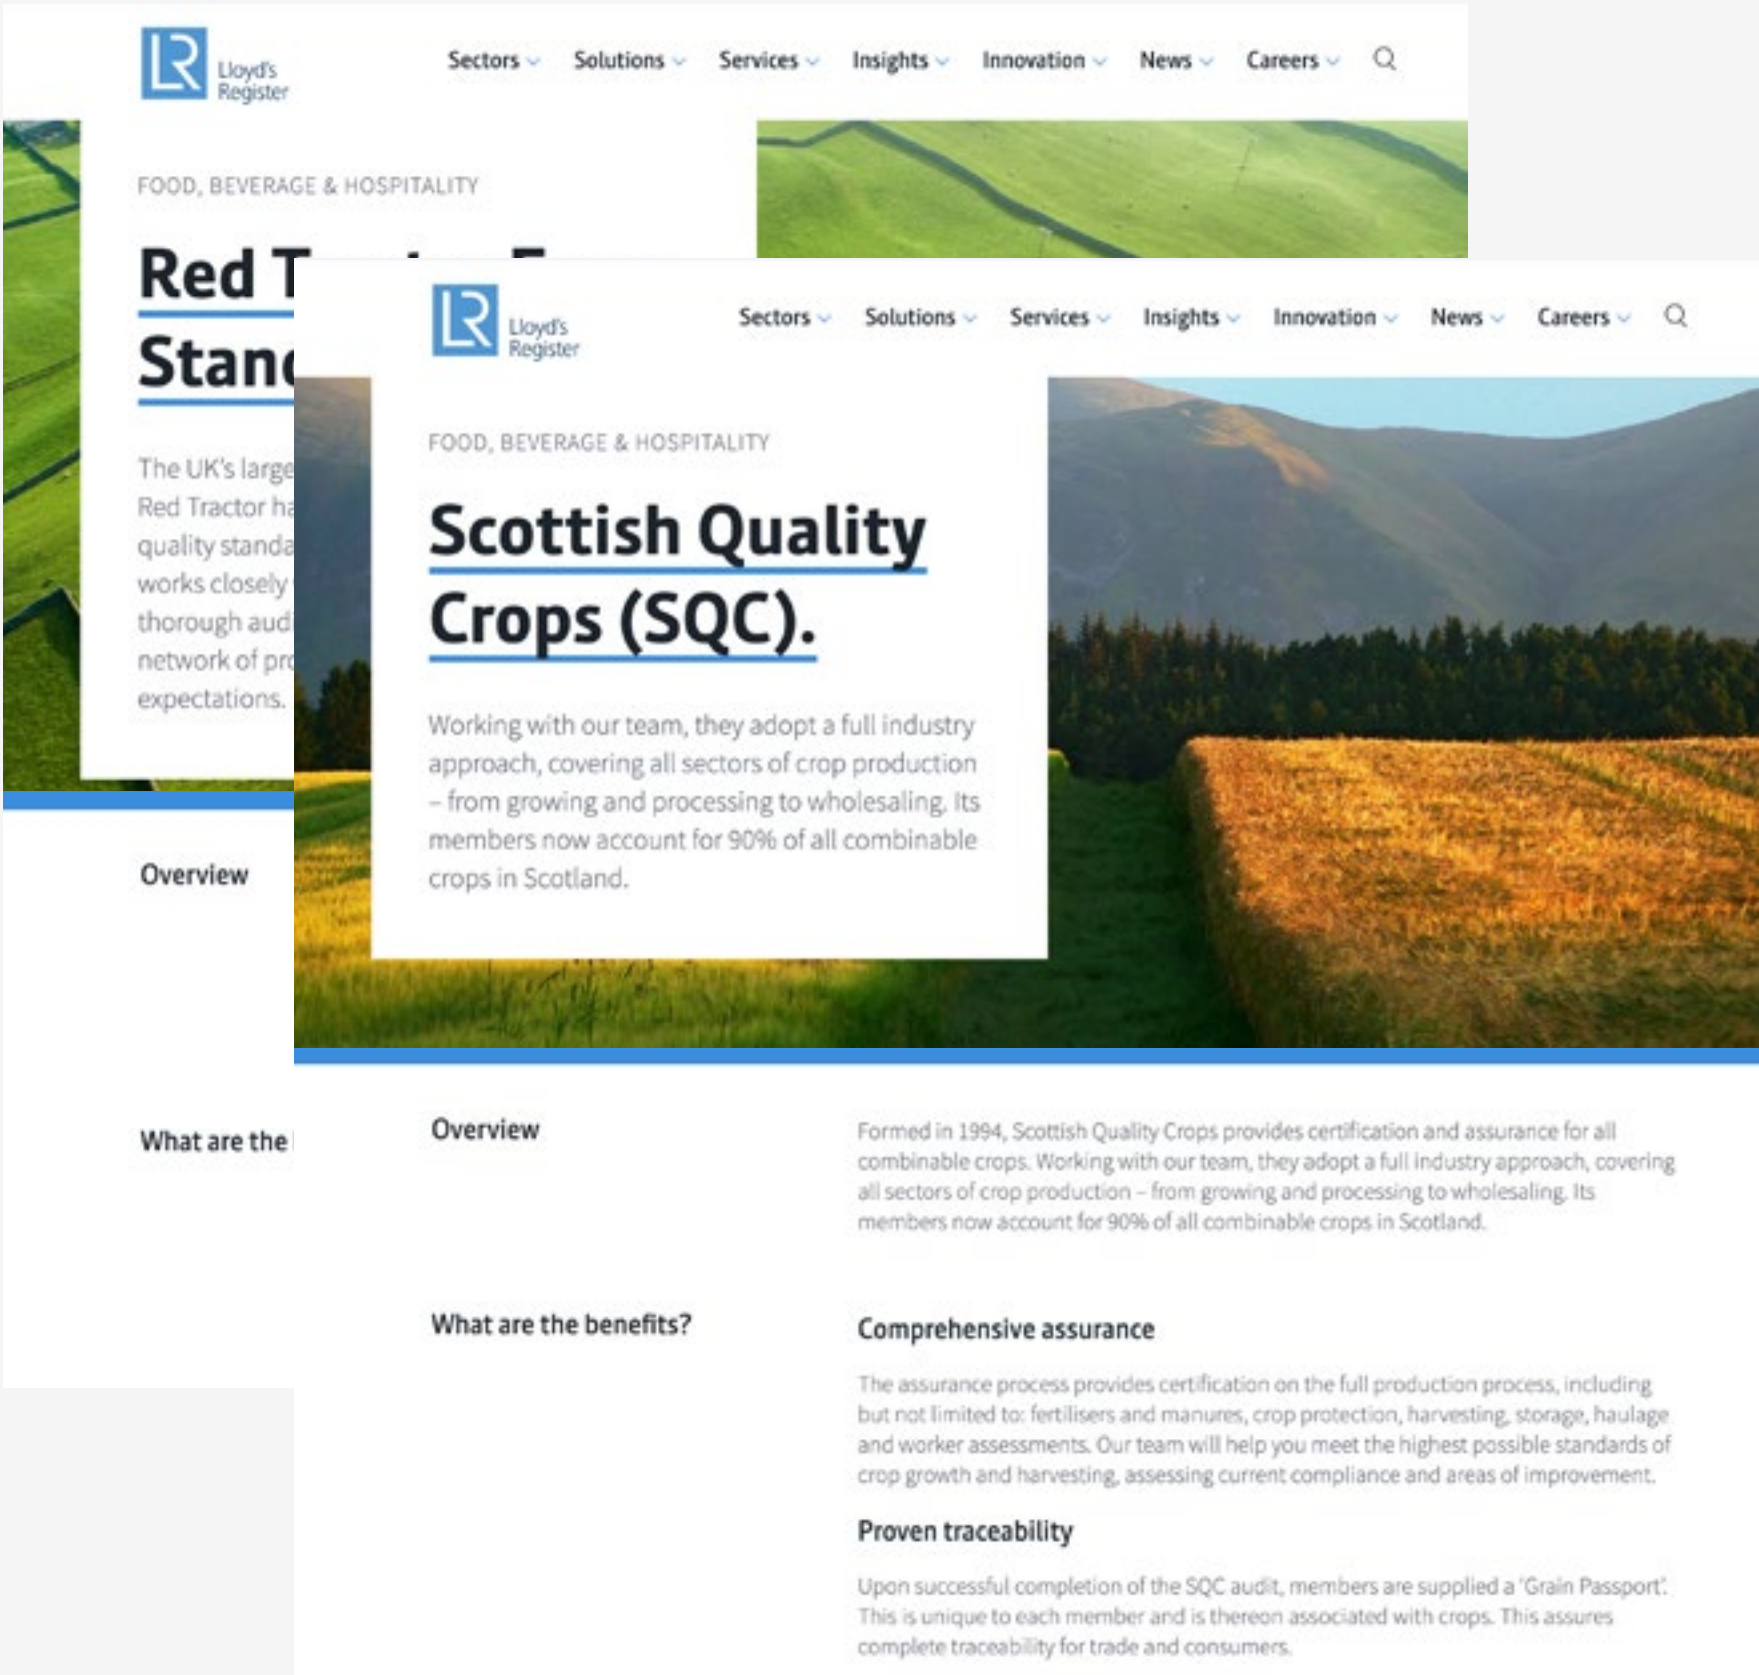 Lloyd's
Register
Sectors Solutions Services Insights Innovation News Careers
FOOD, BEVERAGE & HOSPITALITY
Red
The UK's large
Red Tractor
quality
works closely
thorough
network of
expectations.
Overview
What are the
Lloyd's
Register
Sectors Solutions Services Insights Innovation News Careers
FOOD, BEVERAGE & HOSPITALITY
Scottish Quality
Crops (SQC).
Working with our team, they adopt a full industry
approach, covering all sectors of crop production
– from growing and processing to wholesaling. Its
members now account for 90% of all combinable
crops in Scotland.
Overview
Formed in 1994, Scottish Quality Crops provides certification and assurance for all
combinable crops. Working with our team, they adopt a full industry approach, covering
all sectors of crop production – from growing and processing to wholesaling. Its
members now account for 90% of all combinable crops in Scotland.
What are the benefits?
Comprehensive assurance
The assurance process provides certification on the full production process, including
but not limited to: fertilisers and manures, crop protection, harvesting, storage, haulage
and worker assessments. Our team will help you meet the highest possible standards of
crop growth and harvesting, assessing current compliance and areas of improvement.
Proven traceability
Upon successful completion of the SQC audit, members are supplied a 'Grain Passport'.
This is unique to each member and is thereon associated with crops. This assures
complete traceability for trade and consumers.